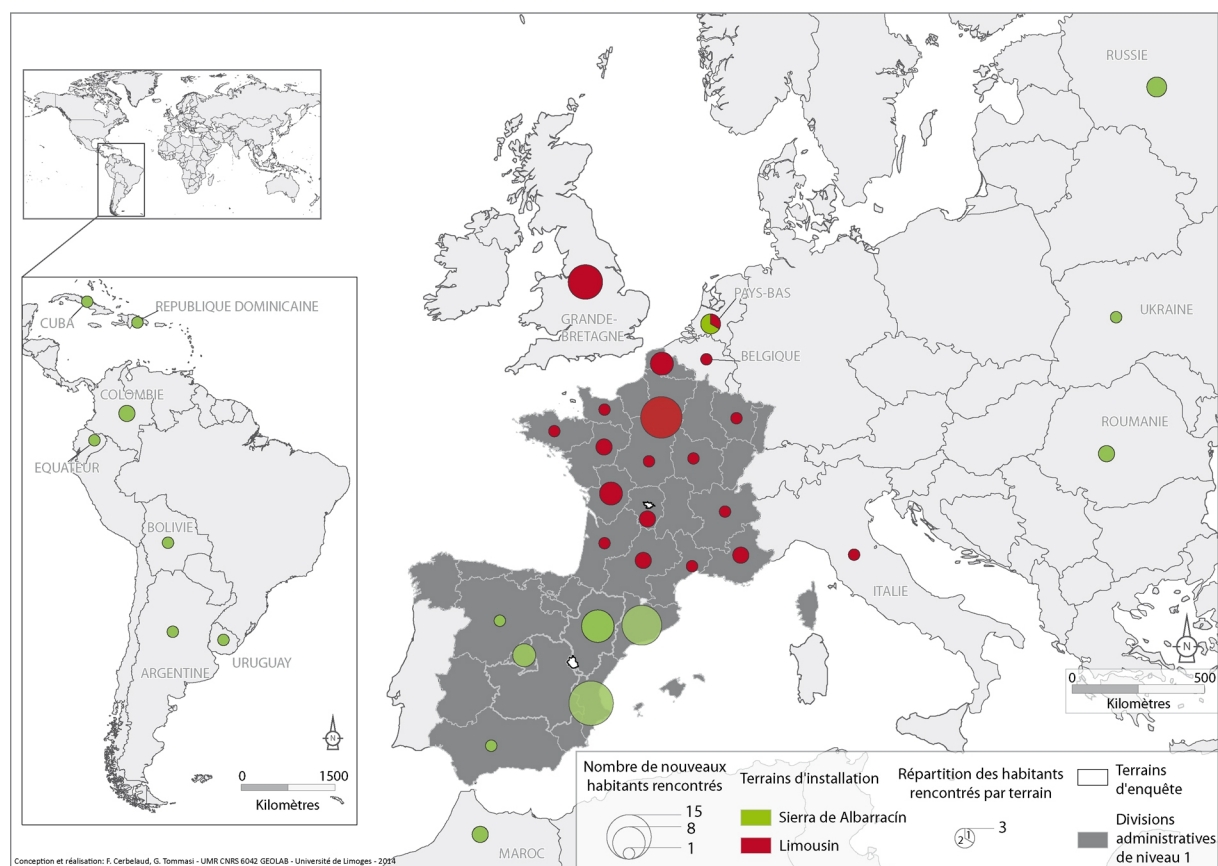 RUSSIE
PAYS-BAS
REPUBLIQUE DOMINICAINE
UKRAINE
CUBA
GRANDE-
BRETAGNE
BELGIQUE
COLOMBIE
ROUMANIE
EQUATEUR
BOLIVIE
ITALIE
URUGUAY
ARGENTINE
N
0 500
Kilomètres
N
0 1500
Kilomètres
MAROC
Nombre de nouveaux
habitants rencontrés
15
8
1
Terrains d'installation
Sierra de Albarracín
Limousin
Répartition des habitants
rencontrés par terrain
3
2
1
Terrains
d'enquête
Divisions
administratives
de niveau 1
Conception et réalisation: F. Cerbelaud, G. Tommasi - UMR CNRS 6042 GEOLAB - Université de Limoges - 2014